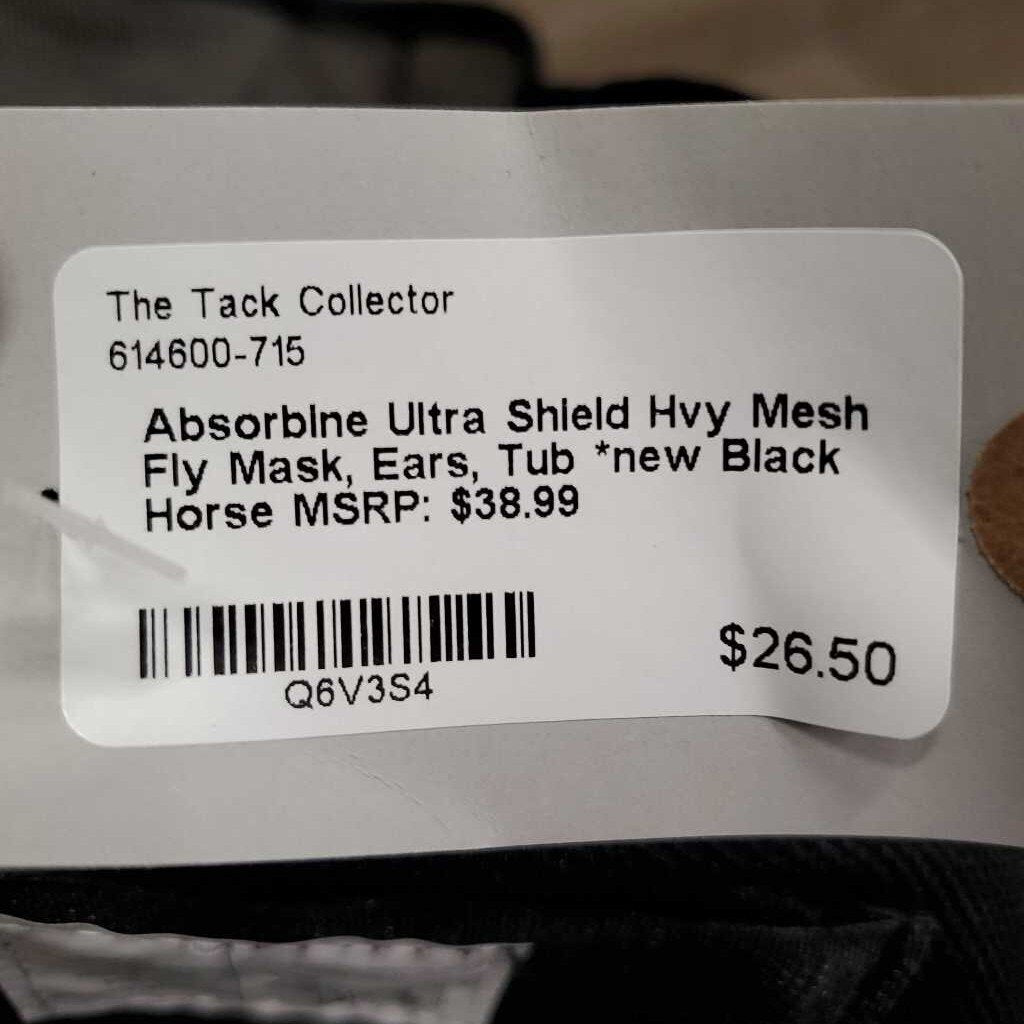 The Tack Collector
614600-715
Absorbine Ultra Shield Hvy Mesh
Fly Mask, Ears, Tub *new Black
Horse MSRP: $38.99
Q6V3S4
$26.50